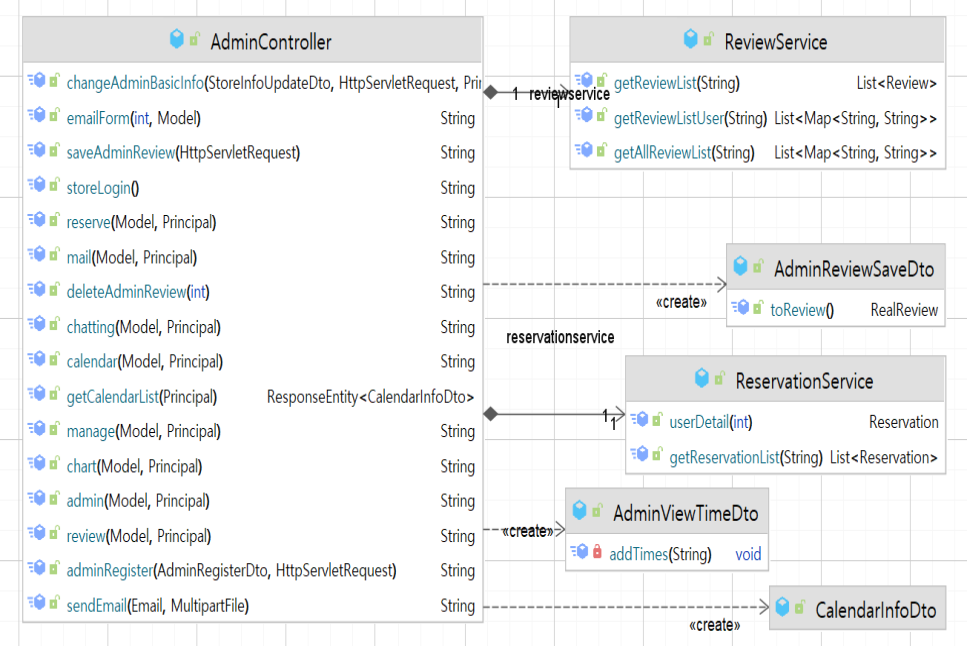 AdminController
changeAdminBasicInfo(StoreInfoUpdateDto, HttpServletRequest, Pri
emailForm(int, Model) String
saveAdminReview(HttpServletRequest) String
storeLogin() String
reserve(Model, Principal) String
mail(Model, Principal) String
deleteAdminReview(int) String
chatting(Model, Principal) String
calendar(Model, Principal) String
getCalendarList(Principal) ResponseEntity<CalendarInfoDto>
manage(Model, Principal) String
chart(Model, Principal) String
admin(Model, Principal) String
review(Model, Principal) String
adminRegister(AdminRegisterDto, HttpServletRequest) String
sendEmail(Email, MultipartFile) String
1 reviewservice
1
ReviewService
getReviewList(String) List<Review>
getReviewListUser(String) List<Map<String, String>>
getAllReviewList(String) List<Map<String, String>>
«create»
AdminReviewSaveDto
toReview() RealReview
reservationservice
1
1
ReservationService
userDetail(int) Reservation
getReservationList(String) List<Reservation>
«create»
AdminViewTimeDto
addTimes(String) void
«create»
CalendarInfoDto